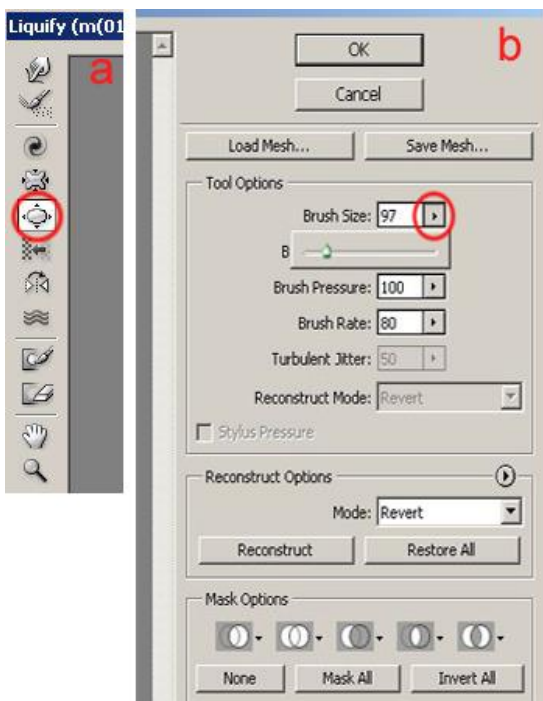 Liquify (m(01
a
b
OK
Cancel
Load Mesh... Save Mesh...
Tool Options
Brush Size: 97
B
Brush Pressure: 100
Brush Rate: 80
Turbulent Jitter: 50
Reconstruct Mode: Revert
Stylus Pressure
Reconstruct Options
Mode: Revert
Reconstruct Restore All
Mask Options
None Mask All Invert All